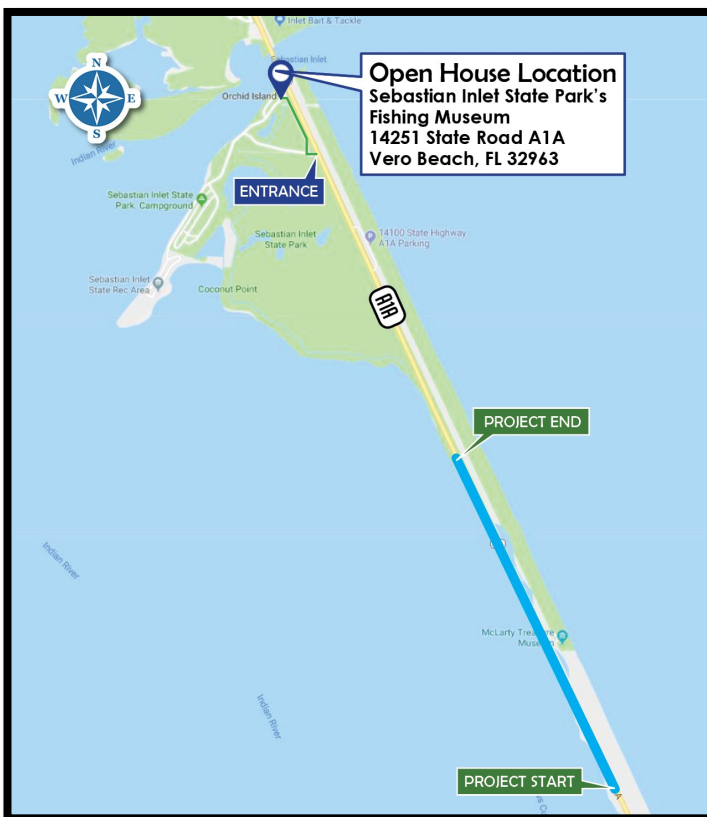 Inlet Bait & Tackle
Sebastian Inlet
Open House Location
Sebastian Inlet State Park's
Fishing Museum
14251 State Road A1A
Vero Beach, FL 32963
N
W
E
S
Orchid Island
Indian River
ENTRANCE
Sebastian Inlet State
Park Campground
Sebastian Inlet
State Park
P
14100 State Highway
A1A Parking
Sebastian Inlet
State Rec Area
Coconut Point
A1A
PROJECT END
Indian River
McLarty Treasure
Museum
Indian River
PROJECT START